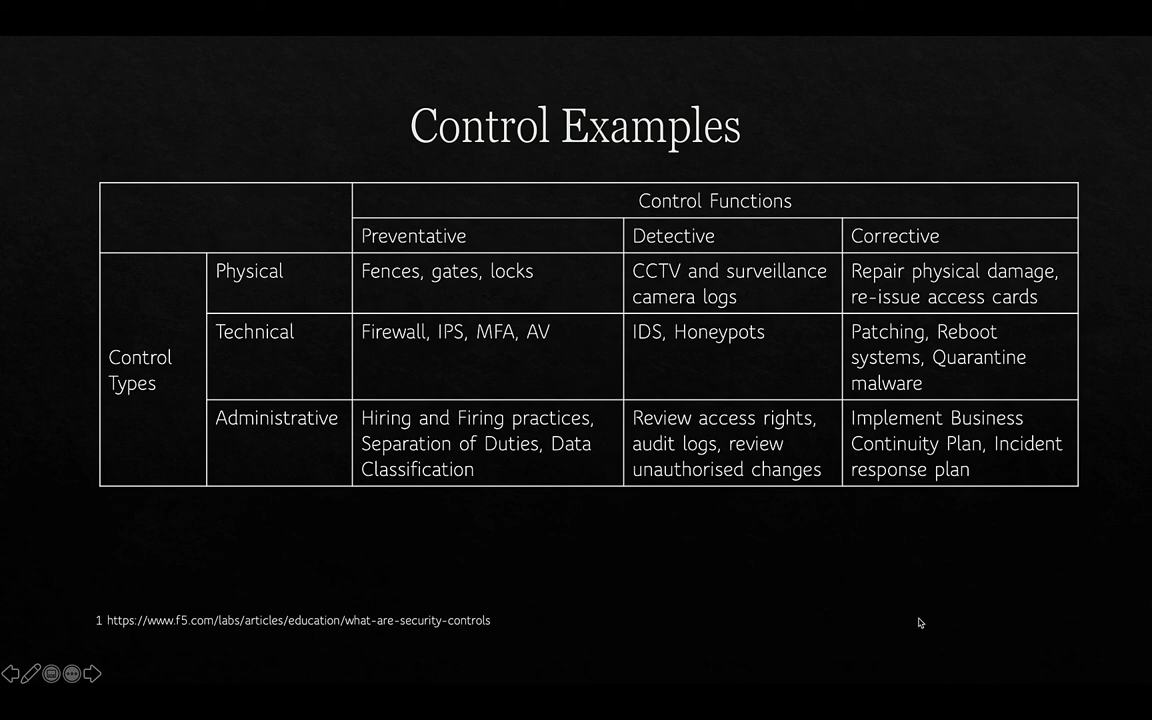 Control Examples
Control Functions
Preventative
Detective
Corrective
Control
Types
Physical
Fences, gates, locks
CCTV and surveillance
camera logs
Repair physical damage,
re-issue access cards
Technical
Firewall, IPS, MFA, AV
IDS, Honeypots
Patching, Reboot
systems, Quarantine
malware
Administrative
Hiring and Firing practices,
Separation of Duties, Data
Classification
Review access rights,
audit logs, review
unauthorised changes
Implement Business
Continuity Plan, Incident
response plan
1 https://www.f5.com/labs/articles/education/what-are-security-controls